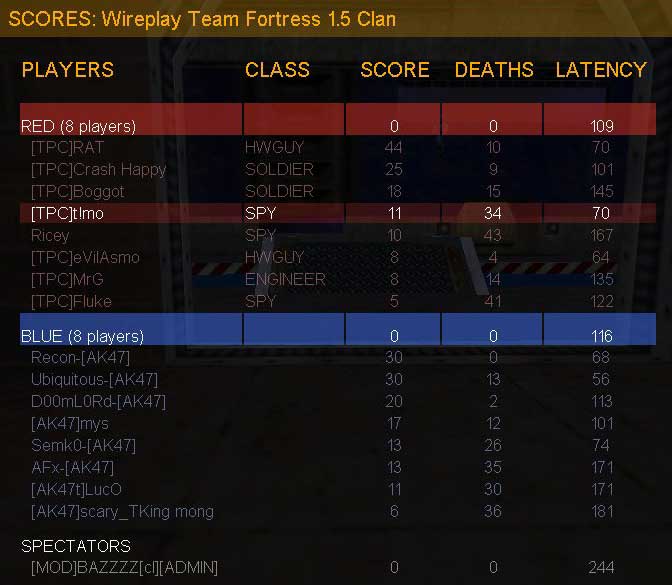 SCORES: Wireplay Team Fortress 1.5 Clan
PLAYERS CLASS SCORE DEATHS LATENCY
RED (8 players) 0 0 109
[TPC]RAT HWGUY 44 10 70
[TPC]Crash Happy SOLDIER 25 9 101
[TPC]Boggot SOLDIER 18 15 145
[TPC]t!mo SPY 11 34 70
Ricey SPY 10 43 167
[TPC]eVilAsmo HWGUY 8 4 64
[TPC]MrG ENGINEER 8 14 135
[TPC]Fluke SPY 5 41 122
BLUE (8 players) 0 0 116
Recon-[AK47] 30 0 68
Ubiquitous-[AK47] 30 13 56
D00mL0Rd-[AK47] 20 2 113
[AK47]mys 17 12 101
Semk0-[AK47] 13 26 74
AFx-[AK47] 13 35 171
[AK47t]LucO 11 30 171
[AK47]scary_TKing mong 6 36 181
SPECTATORS
[MOD]BAZZZZ[cl][ADMIN] 0 0 244